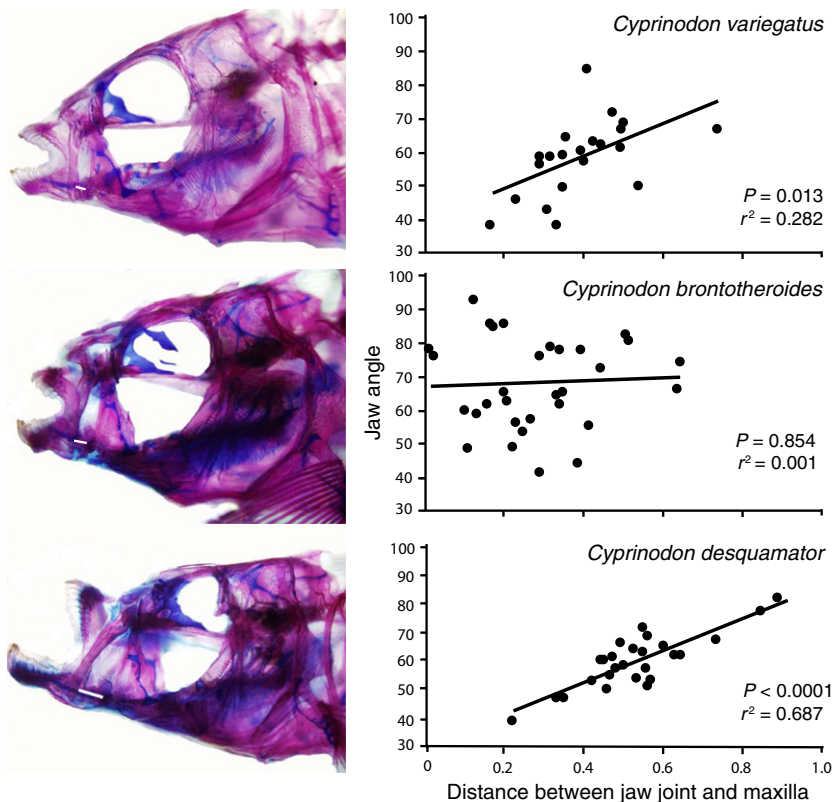 Cyprinodon variegatus
100
90
80
70
60
50
40
30
P = 0.013
r² = 0.282
Cyprinodon brontotheroides
100
90
80
70
60
50
40
30
Jaw angle
P = 0.854
r² = 0.001
Cyprinodon desquamator
100
90
80
70
60
50
40
30
P < 0.0001
r² = 0.687
0 0.2 0.4 0.6 0.8 1.0
Distance between jaw joint and maxilla